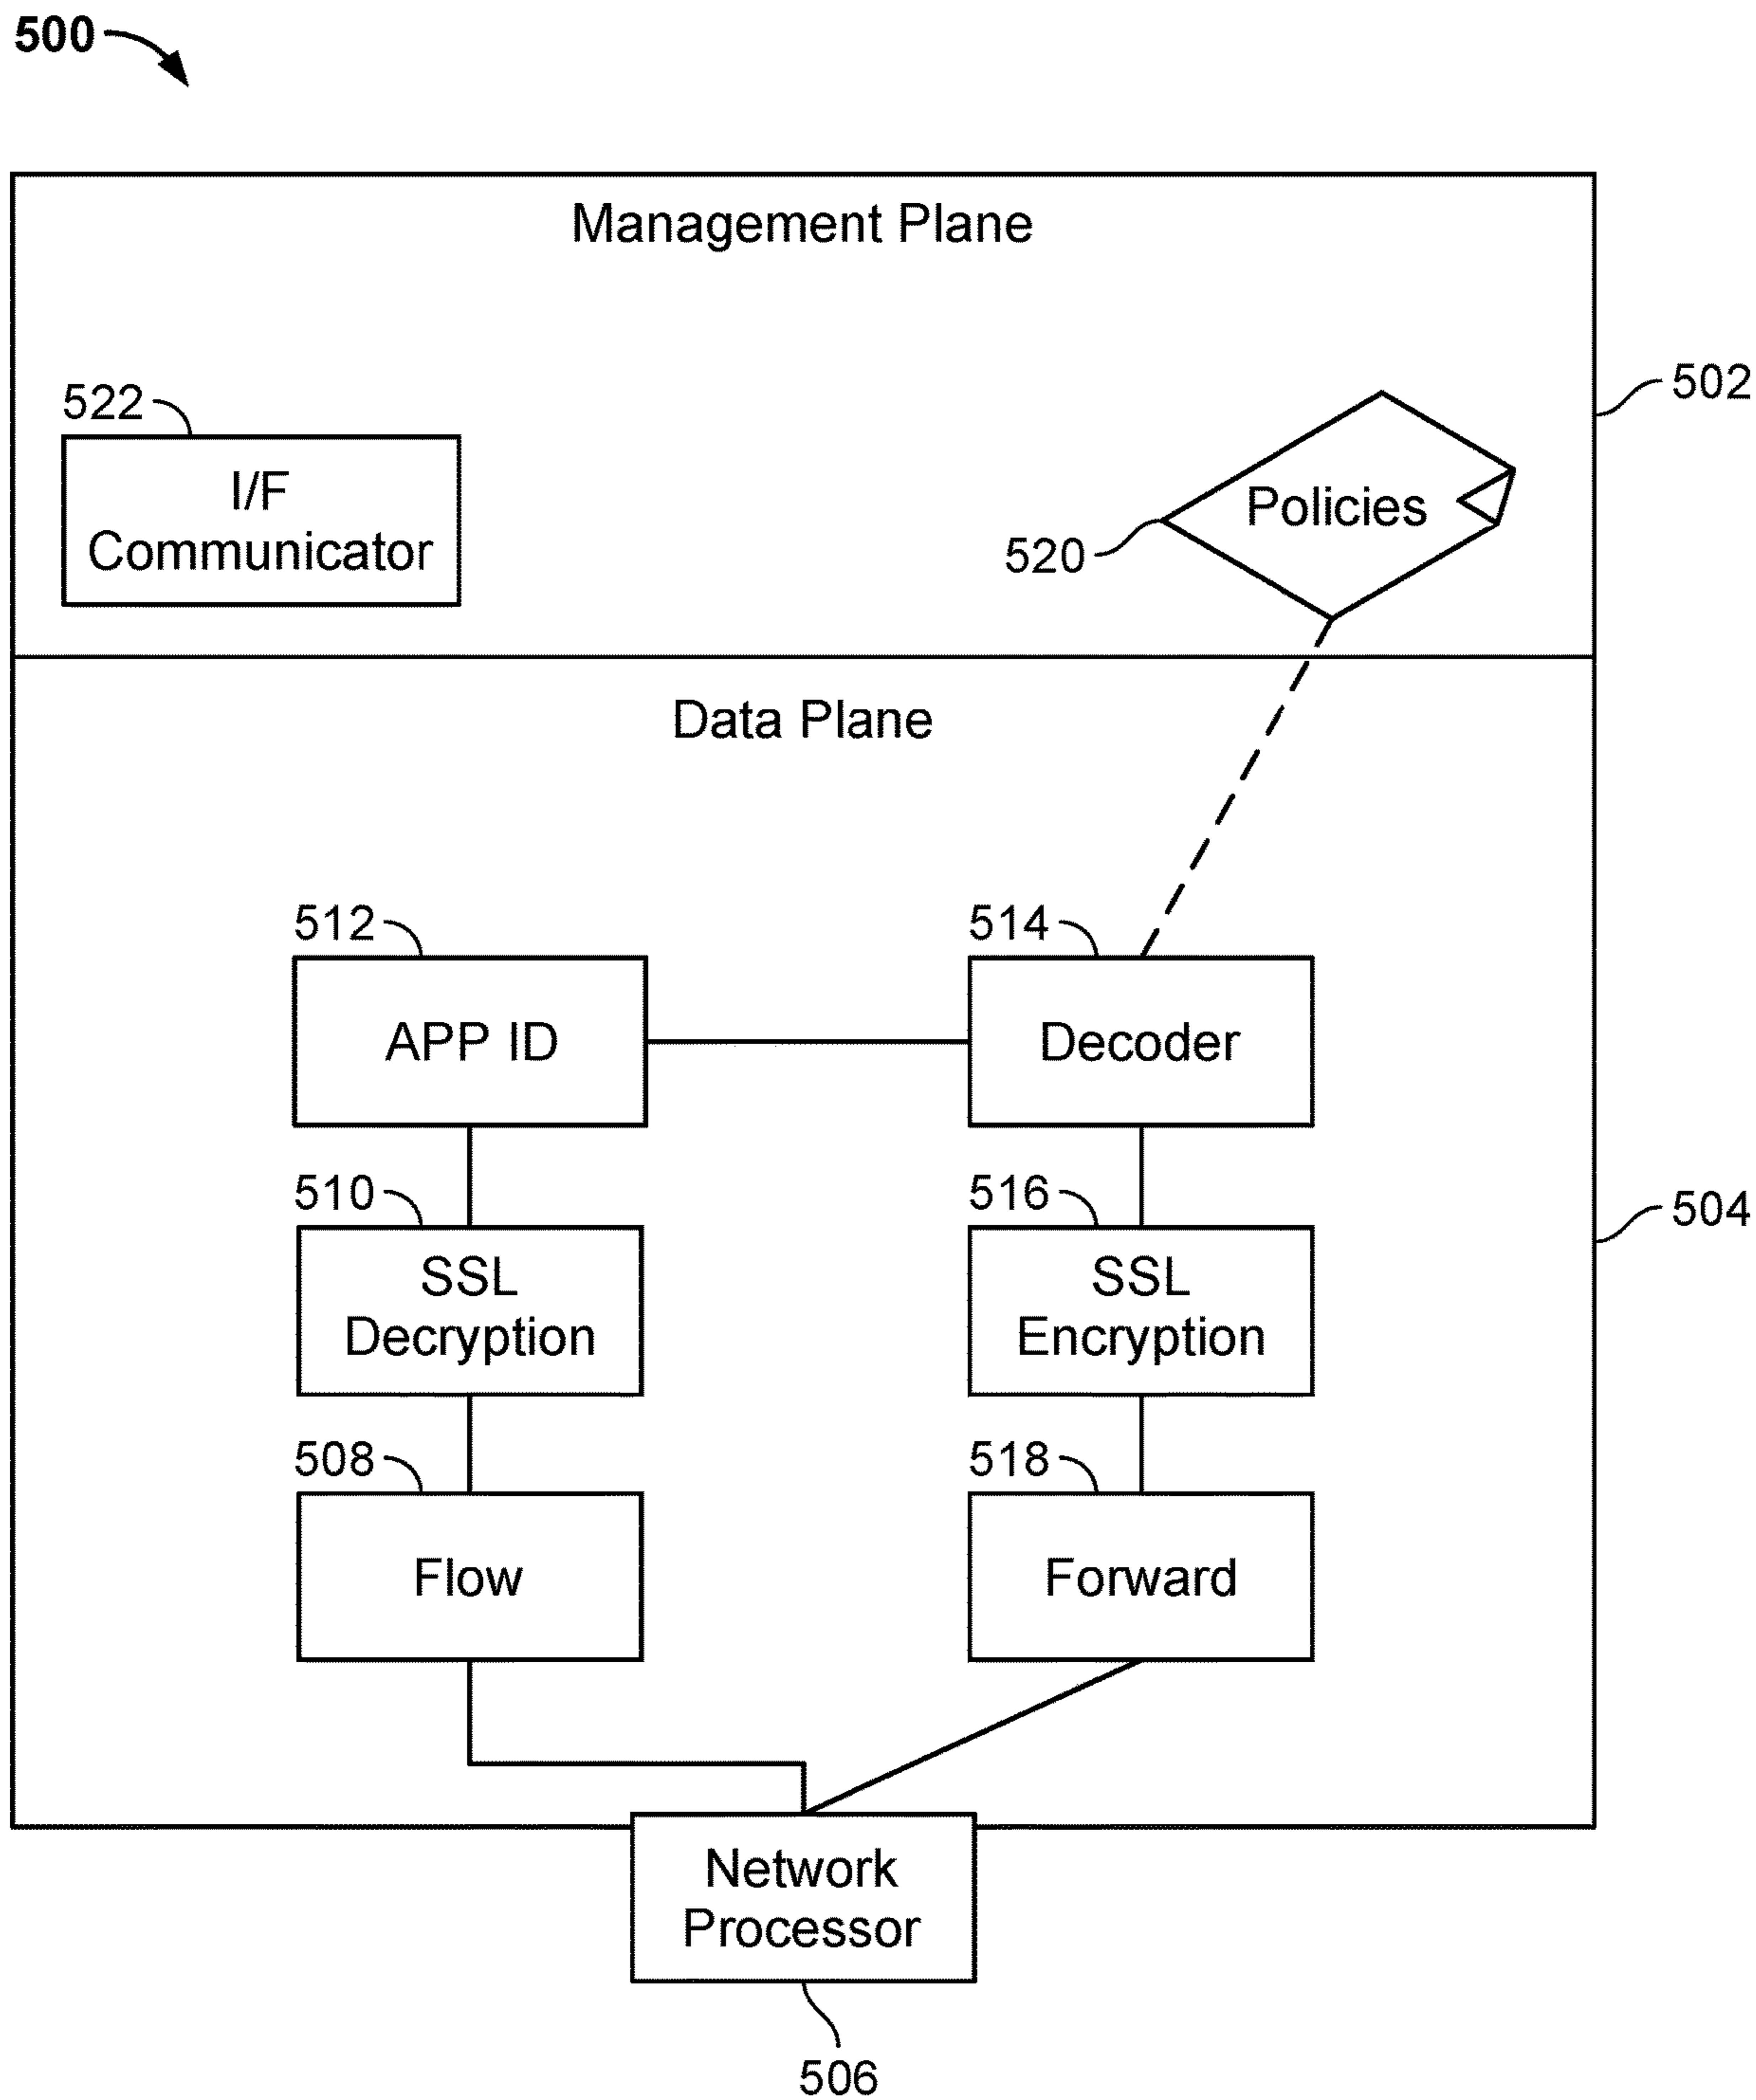 500
Management Plane
502
522
I/F
Communicator
Policies
520
Data Plane
512
514
APP ID
Decoder
510
516
504
SSL
Decryption
SSL
Encryption
508
518
Flow
Forward
Network
Processor
506